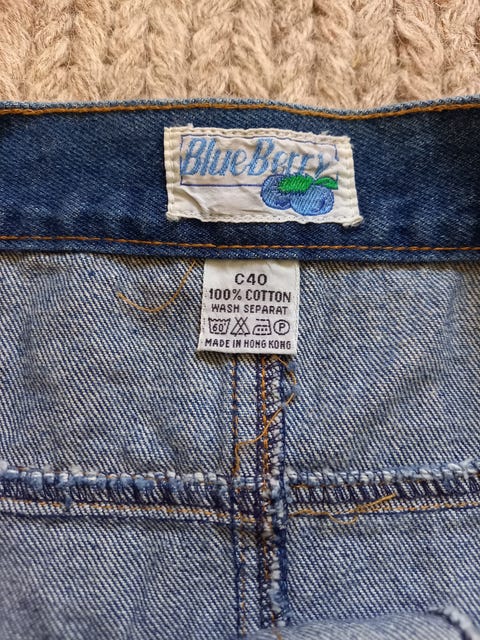 BlueBerry
C40
100% COTTON
WASH SEPARAT
60 P
MADE IN HONG KONG